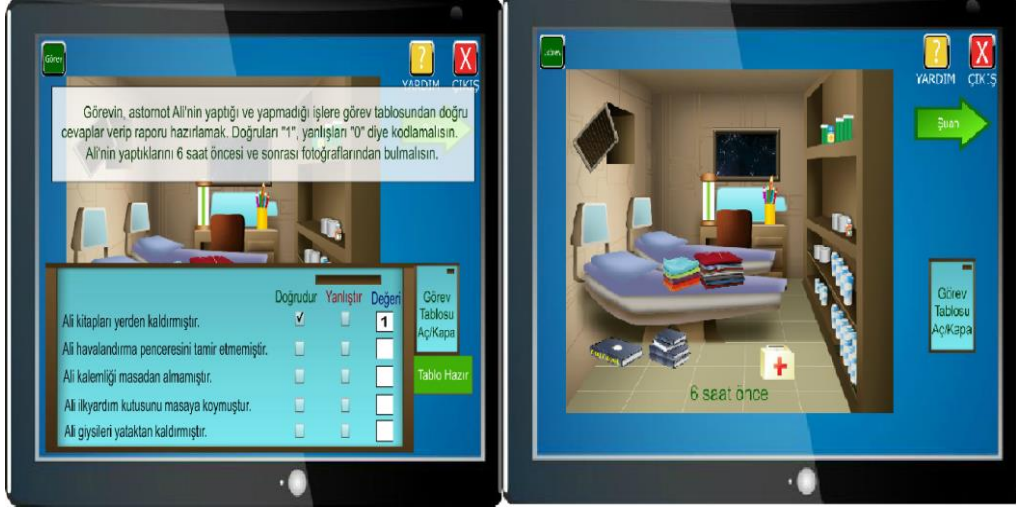 Görev
YARDIM
ÇIKIŞ
Görevin, astornot Ali'nin yaptığı ve yapmadığı işlere görev tablosundan doğru
cevaplar verip raporu hazırlamak. Doğruları "1", yanlışları "0" diye kodlamalısın.
Ali'nin yaptıklarını 6 saat öncesi ve sonrası fotoğraflarından bulmalısın.
Doğrudur Yanlıştır Değeri
Ali kitapları yerden kaldırmıştır. 1
Ali havalandırma penceresini tamir etmemiştir.
Ali kalemliği masadan almamıştır.
Ali ilkyardım kutusunu masaya koymuştur.
Ali giysileri yataktan kaldırmıştır.
Görev
Tablosu
Aç/Kapa
Tablo Hazır
YARDIM
ÇIKIŞ
Şuan
Görev
Tablosu
Aç/Kapa
6 saat önce